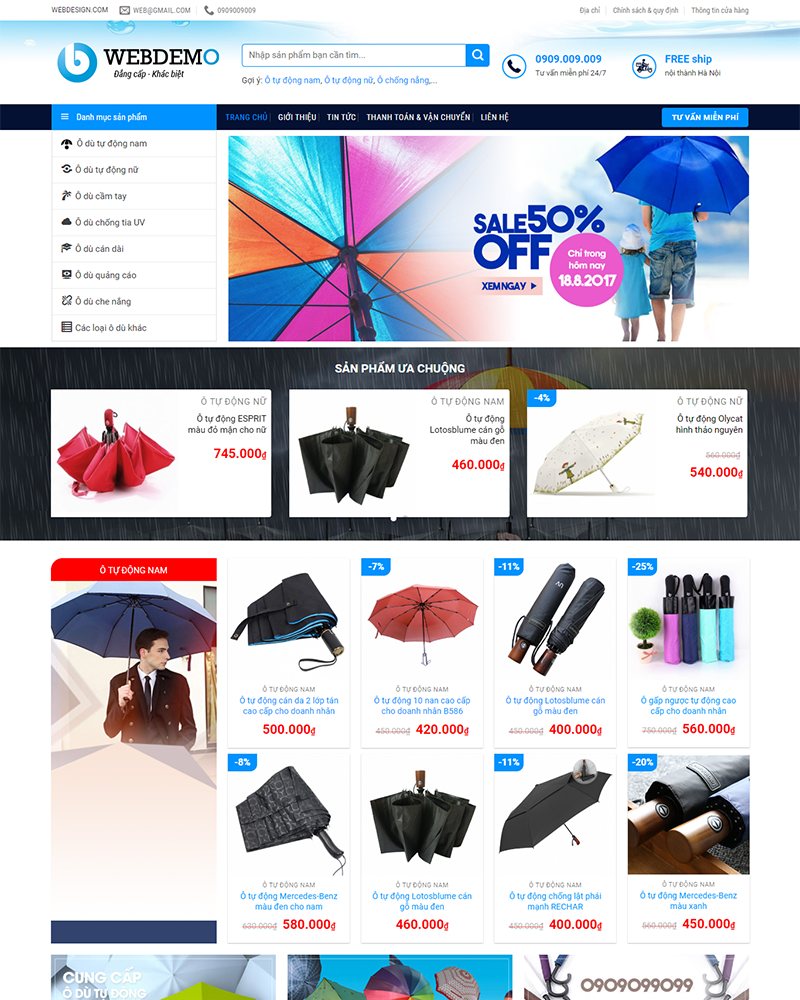 WEBDESIGN.COM
WEB@GMAIL.COM
0909009009
Địa chỉ
Chính sách & quy định
Thông tin cửa hàng
WEBDEMO
Đẳng cấp - Khác biệt
Nhập sản phẩm bạn cần tìm...
Gợi ý: Ô tự động nam, Ô tự động nữ, Ô chống nắng,...
0909.009.009
Tư vấn miễn phí 24/7
FREE ship
nội thành Hà Nội
Danh mục sản phẩm
TRANG CHỦ
GIỚI THIỆU
TIN TỨC
THANH TOÁN & VẬN CHUYỂN
LIÊN HỆ
TƯ VẤN MIỄN PHÍ
Ô dù tự động nam
Ô dù tự động nữ
Ô dù cầm tay
Ô dù chống tia UV
Ô dù cán dài
Ô dù quảng cáo
Ô dù che nắng
Các loại ô dù khác
SALE 50%
OFF
XEM NGAY
Chỉ trong
hôm nay
18.8.2017
SẢN PHẨM ƯA CHUỘNG
Ô TỰ ĐỘNG NỮ
Ô tự động ESPRIT
màu đỏ mận cho nữ
745.000₫
Ô TỰ ĐỘNG NAM
Ô tự động
Lotosblume cán gỗ
màu đen
460.000₫
-4%
Ô TỰ ĐỘNG NỮ
Ô tự động Olycat
hình thảo nguyên
560.000₫
540.000₫
Ô TỰ ĐỘNG NAM
Ô TỰ ĐỘNG NAM
Ô tự động cán da 2 lớp tán
cao cấp cho doanh nhân
500.000₫
-7%
Ô TỰ ĐỘNG NAM
Ô tự động 10 nan cao cấp
cho doanh nhân B586
450.000₫ 420.000₫
-11%
Ô TỰ ĐỘNG NAM
Ô tự động Lotosblume cán
gỗ màu đen
450.000₫ 400.000₫
-25%
Ô TỰ ĐỘNG NAM
Ô gấp ngược tự động cao
cấp cho doanh nhân
750.000₫ 560.000₫
-8%
Ô TỰ ĐỘNG NAM
Ô tự động Mercedes-Benz
màu đen cho nam
630.000₫ 580.000₫
Ô TỰ ĐỘNG NAM
Ô tự động Lotosblume cán
gỗ màu đen
460.000₫
-11%
Ô TỰ ĐỘNG NAM
Ô tự động chống lật phái
mạnh RECHAR
450.000₫ 400.000₫
-20%
Ô TỰ ĐỘNG NAM
Ô tự động Mercedes-Benz
màu xanh
560.000₫ 450.000₫
CUNG CẤP
Ô DÙ TỰ ĐỘNG
0909099099